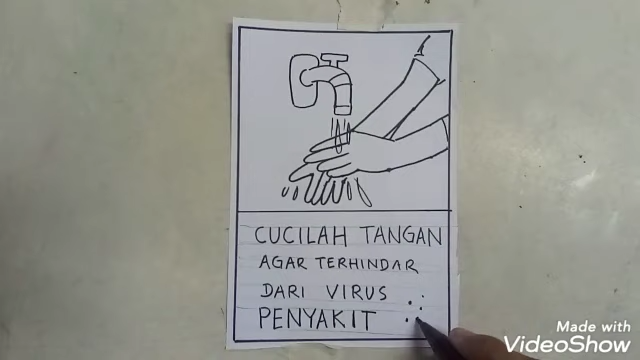 CUCILAH TANGAN
AGAR TERHINDAR
DARI VIRUS
PENYAKIT
Made with
VideoShow